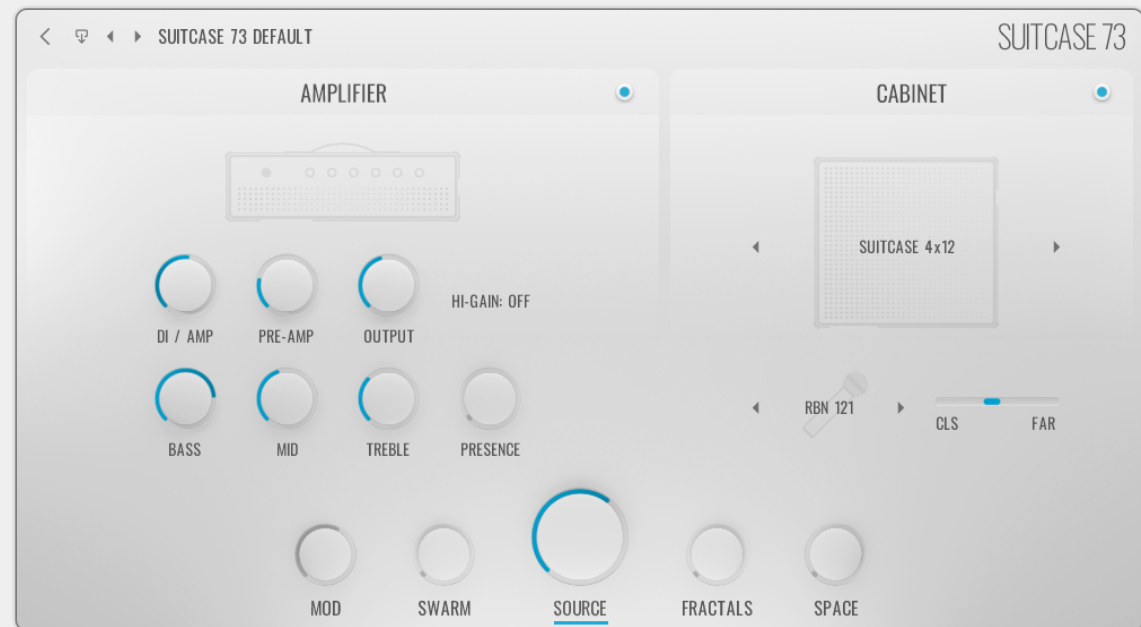 SUITCASE 73 DEFAULT
SUITCASE 73
AMPLIFIER
CABINET
SUITCASE 4x12
HI-GAIN: OFF
DI / AMP
PRE-AMP
OUTPUT
RBN 121
CLS
FAR
BASS
MID
TREBLE
PRESENCE
MOD
SWARM
SOURCE
FRACTALS
SPACE